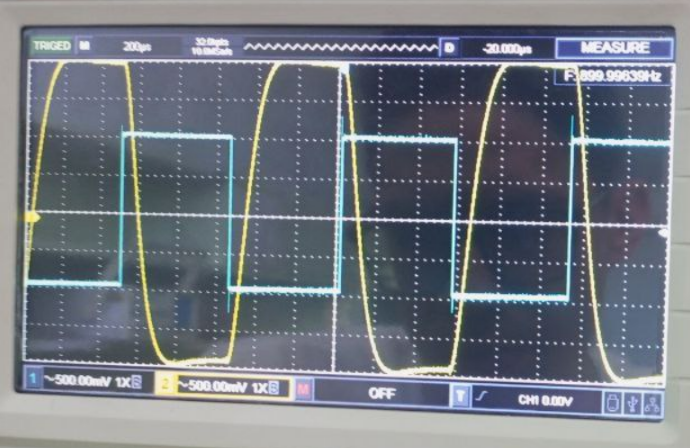 TRIGED M 200μs 32.0kpts D -20.000μs MEASURE
10.0MSa/s
F: 899.99639Hz
1 ~500.00mV 1X B 2 ~500.00mV 1X B M OFF T CH1 0.00V